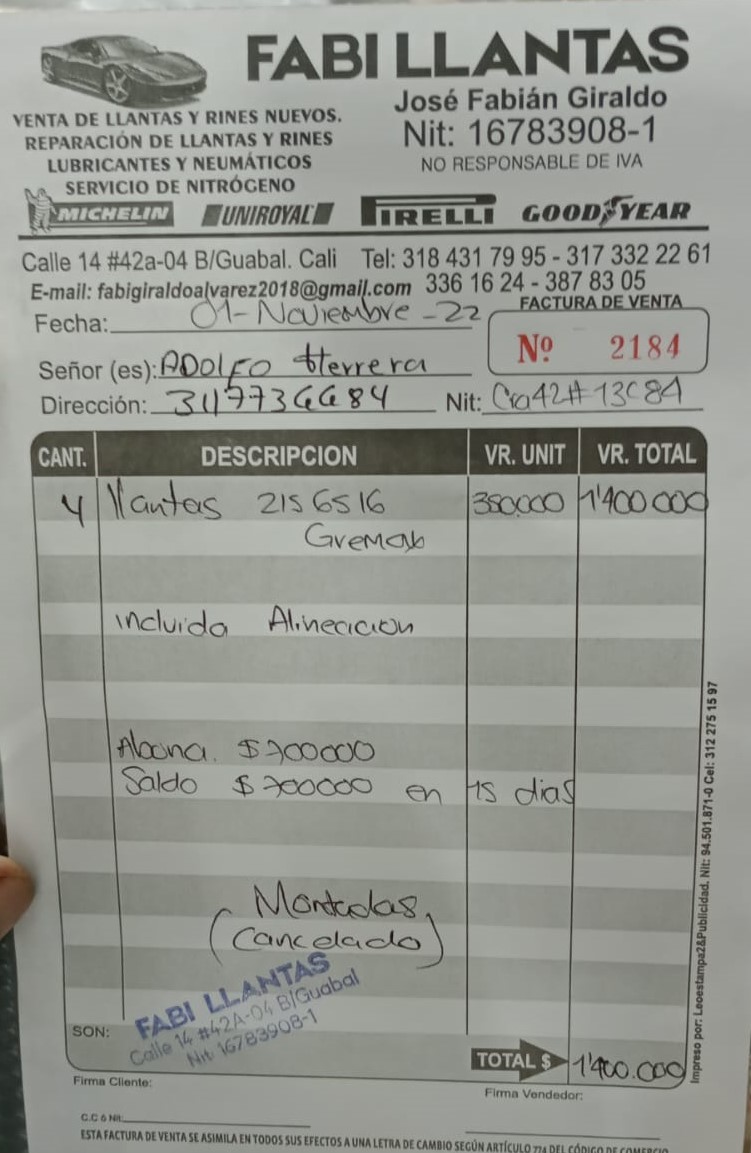 FABI LLANTAS
José Fabián Giraldo
Nit: 16783908-1
NO RESPONSABLE DE IVA
VENTA DE LLANTAS Y RINES NUEVOS.
REPARACIÓN DE LLANTAS Y RINES
LUBRICANTES Y NEUMÁTICOS
SERVICIO DE NITRÓGENO
MICHELIN UNIROYAL PIRELLI GOODYEAR
Calle 14 #42a-04 B/Guabal. Cali Tel: 318 431 79 95 - 317 332 22 61
E-mail: fabigiraldoalvarez2018@gmail.com 336 16 24 - 387 83 05
FACTURA DE VENTA
Fecha: 01-Noviembre-22
Nº 2184
Señor (es): ADOLFO Herrera
Dirección: 3117736684 Nit: Cra42#13C84
CANT. DESCRIPCION VR. UNIT VR. TOTAL
4 llantas 2156516 350.000 1'400000
Gremax
incluida Alineacion
Abona. $700000
Saldo $700000 en 15 dias
Montadas
(Cancelado)
FABI LLANTAS
Calle 14 #42A-04 B/Guabal
Nit 16783908-1
SON:
TOTAL $ 1'400.000
Firma Cliente:
Firma Vendedor:
C.C ó Nit:
ESTA FACTURA DE VENTA SE ASIMILA EN TODOS SUS EFECTOS A UNA LETRA DE CAMBIO SEGÚN ARTÍCULO 774 DEL CÓDIGO DE COMERCIO
Impreso por: Leoestampa2&Publicidad. Nit: 94.501.871-0 Cel: 312 275 15 97